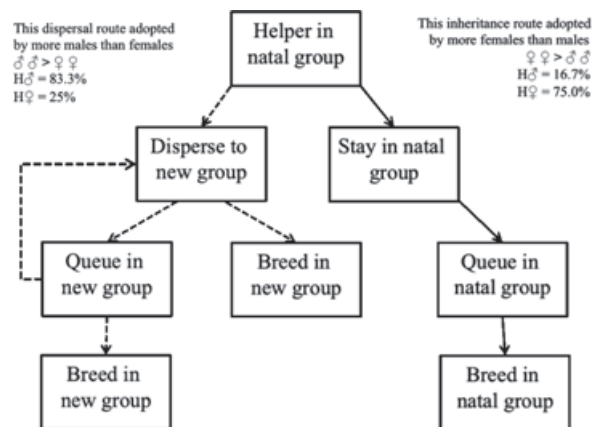 This dispersal route adopted
by more males than females
♂♂ > ♀♀
H♂ = 83.3%
H♀ = 25%
Helper in
natal group
This inheritance route adopted
by more females than males
♀♀ > ♂♂
H♂ = 16.7%
H♀ = 75.0%
Disperse to
new group
Stay in natal
group
Queue in
new group
Breed in
new group
Queue in
natal group
Breed in
new group
Breed in
natal group